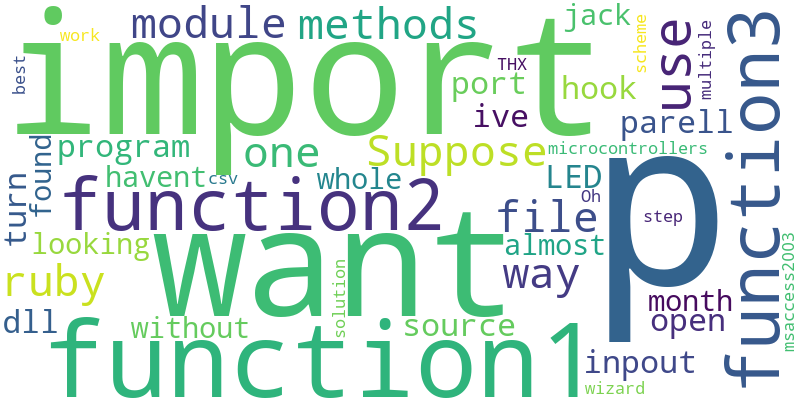 work
import
module
methods
jack
scheme
use
multiple
function3
best
THX
port
hook
ive
parell
found
program
one
Suppose
microcontrollers
turn
havent
csv
whole
LED
Oh
function2
file
p
step
looking
want
almost
way
ruby
solution
month
msaccess2003
dll
without
source
open
function1
inpout
wizard